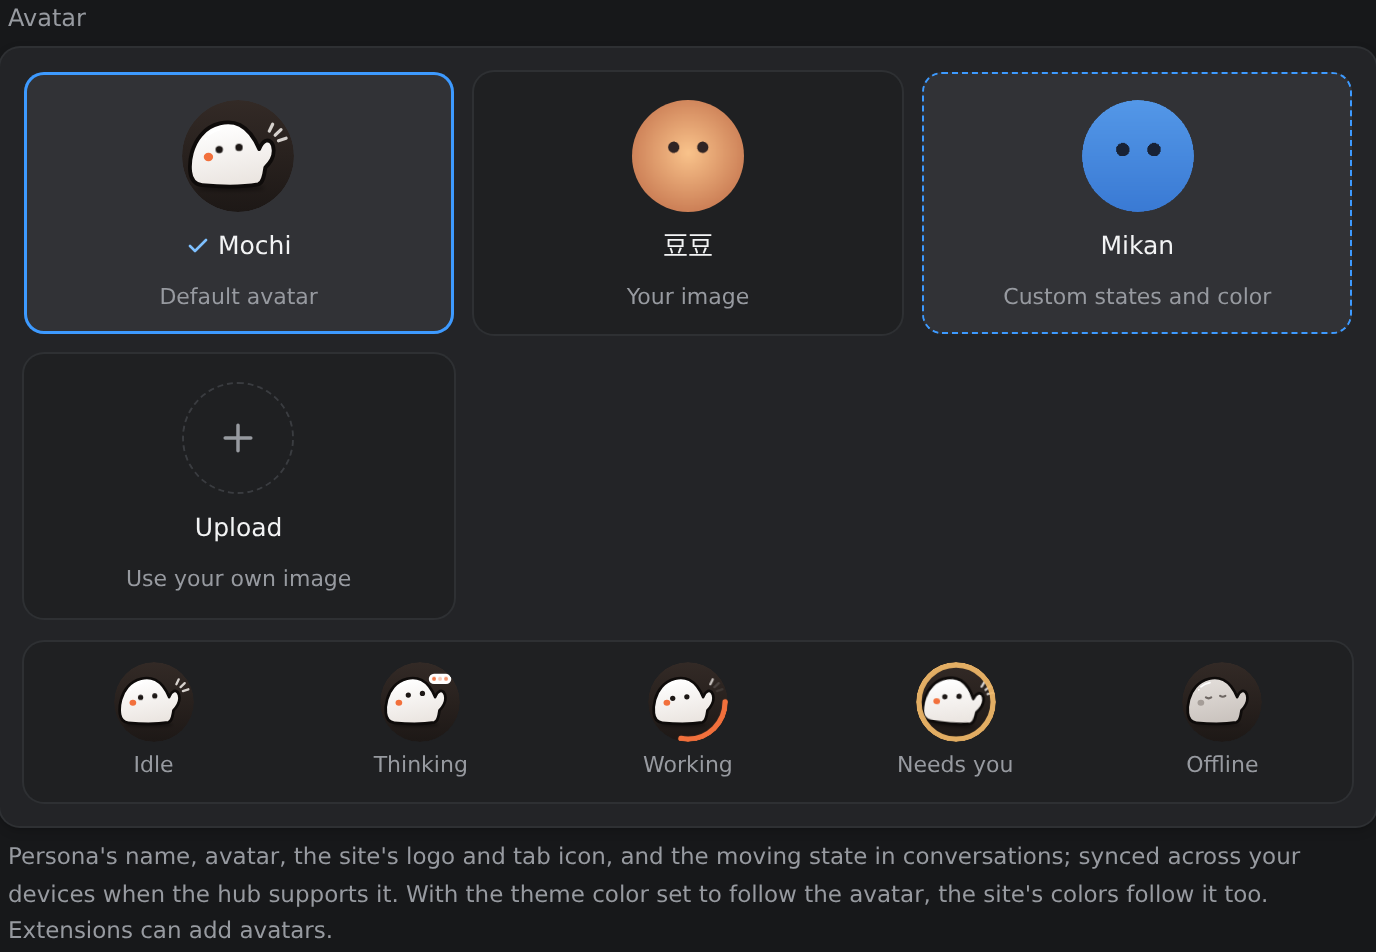 Avatar
Mochi
Default avatar
豆豆
Your image
Mikan
Custom states and color
Upload
Use your own image
Idle
Thinking
Working
Needs you
Offline
Persona's name, avatar, the site's logo and tab icon, and the moving state in conversations; synced across your
devices when the hub supports it. With the theme color set to follow the avatar, the site's colors follow it too.
Extensions can add avatars.